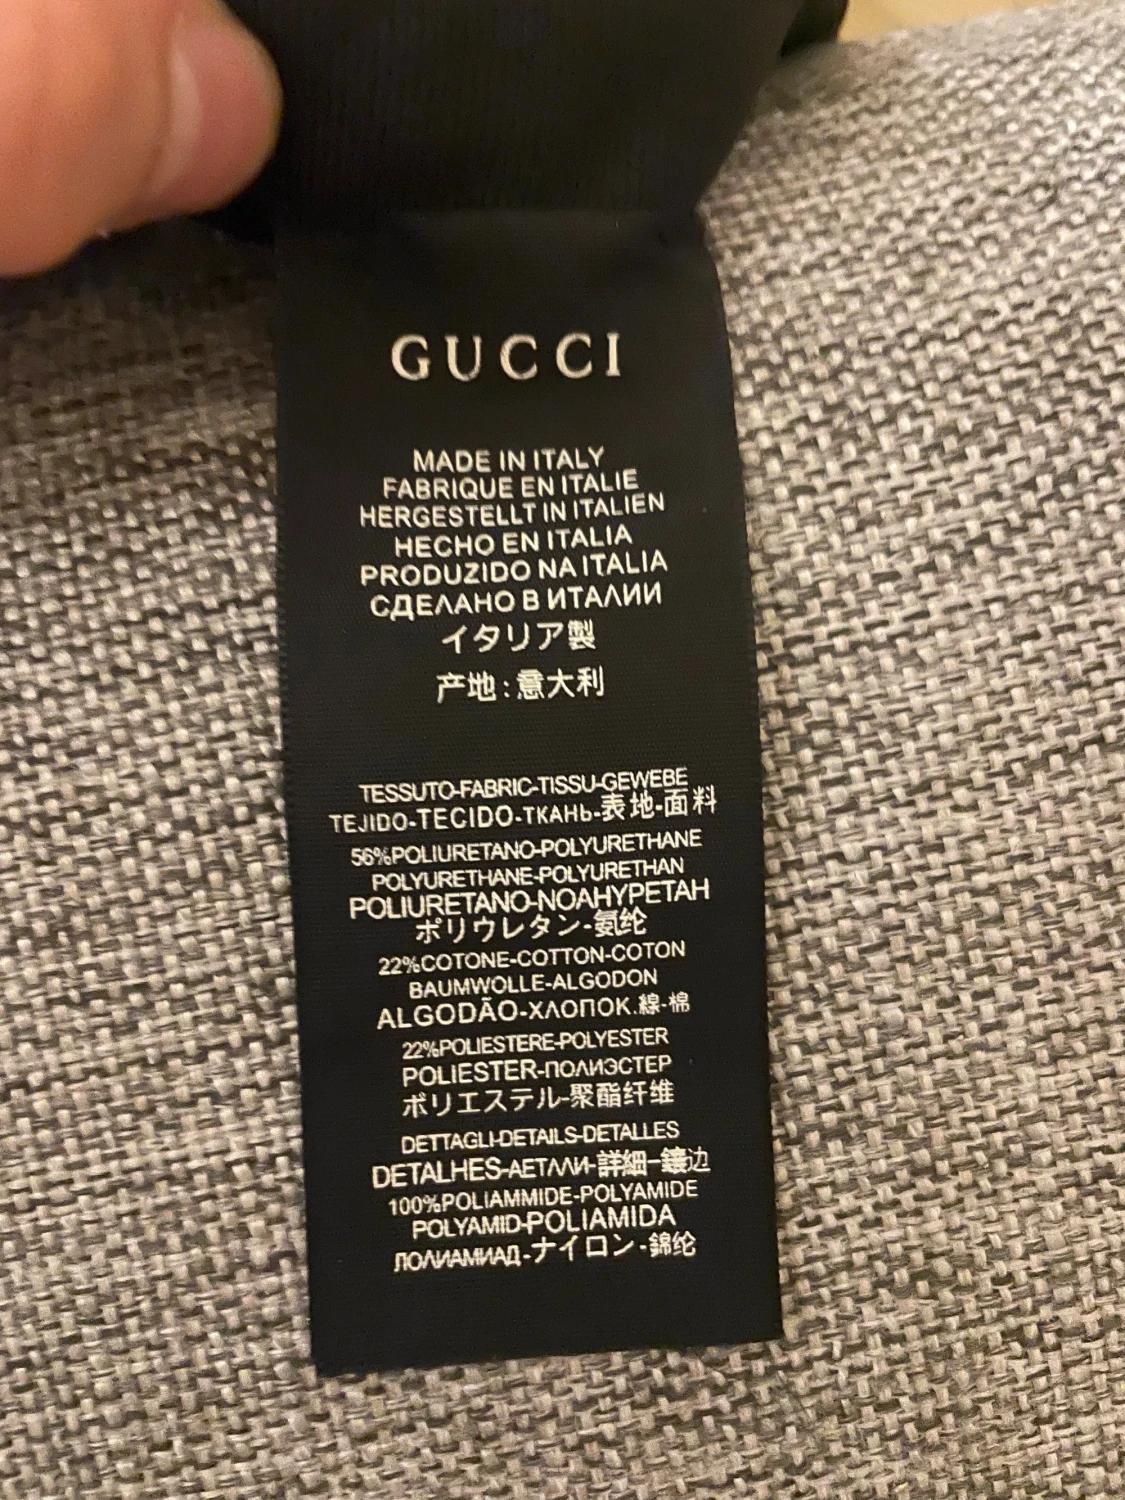 GUCCI
MADE IN ITALY
FABRIQUE EN ITALIE
HERGESTELLT IN ITALIEN
HECHO EN ITALIA
PRODUZIDO NA ITALIA
СДЕЛАНО В ИТАЛИИ
イタリア製
产地:意大利
TESSUTO-FABRIC-TISSU-GEWEBE
TEJIDO-TECIDO-ТКАНЬ-表地-面料
56%POLIURETANO-POLYURETHANE
POLYURETHANE-POLYURETHAN
POLIURETANO-NOAHYPETAH
ポリウレタン-氨纶
22%COTONE-COTTON-COTON
BAUMWOLLE-ALGODON
ALGODÃO-ХЛОПОК.線-棉
22%POLIESTERE-POLYESTER
POLIESTER-ПОЛИЭСТЕР
ポリエステル-聚酯纤维
DETTAGLI-DETAILS-DETALLES
DETALHES-AETΛΛИ-詳細-鑲边
100%POLIAMMIDE-POLYAMIDE
POLYAMID-POLIAMIDA
ПОЛИАМИАД-ナイロン-錦纶